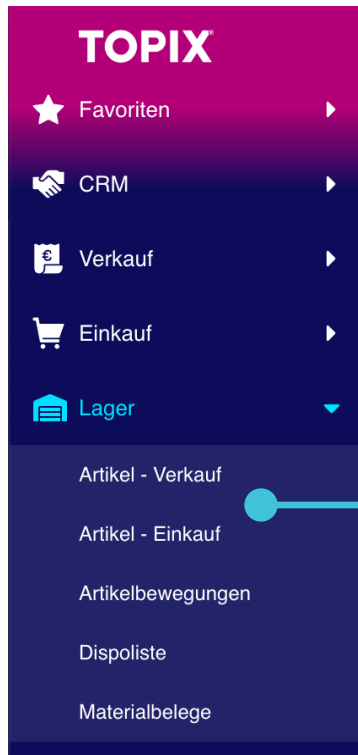 TOPIX®
Favoriten
CRM
€
Verkauf
Einkauf
Lager
Artikel - Verkauf
Artikel - Einkauf
Artikelbewegungen
Dispoliste
Materialbelege